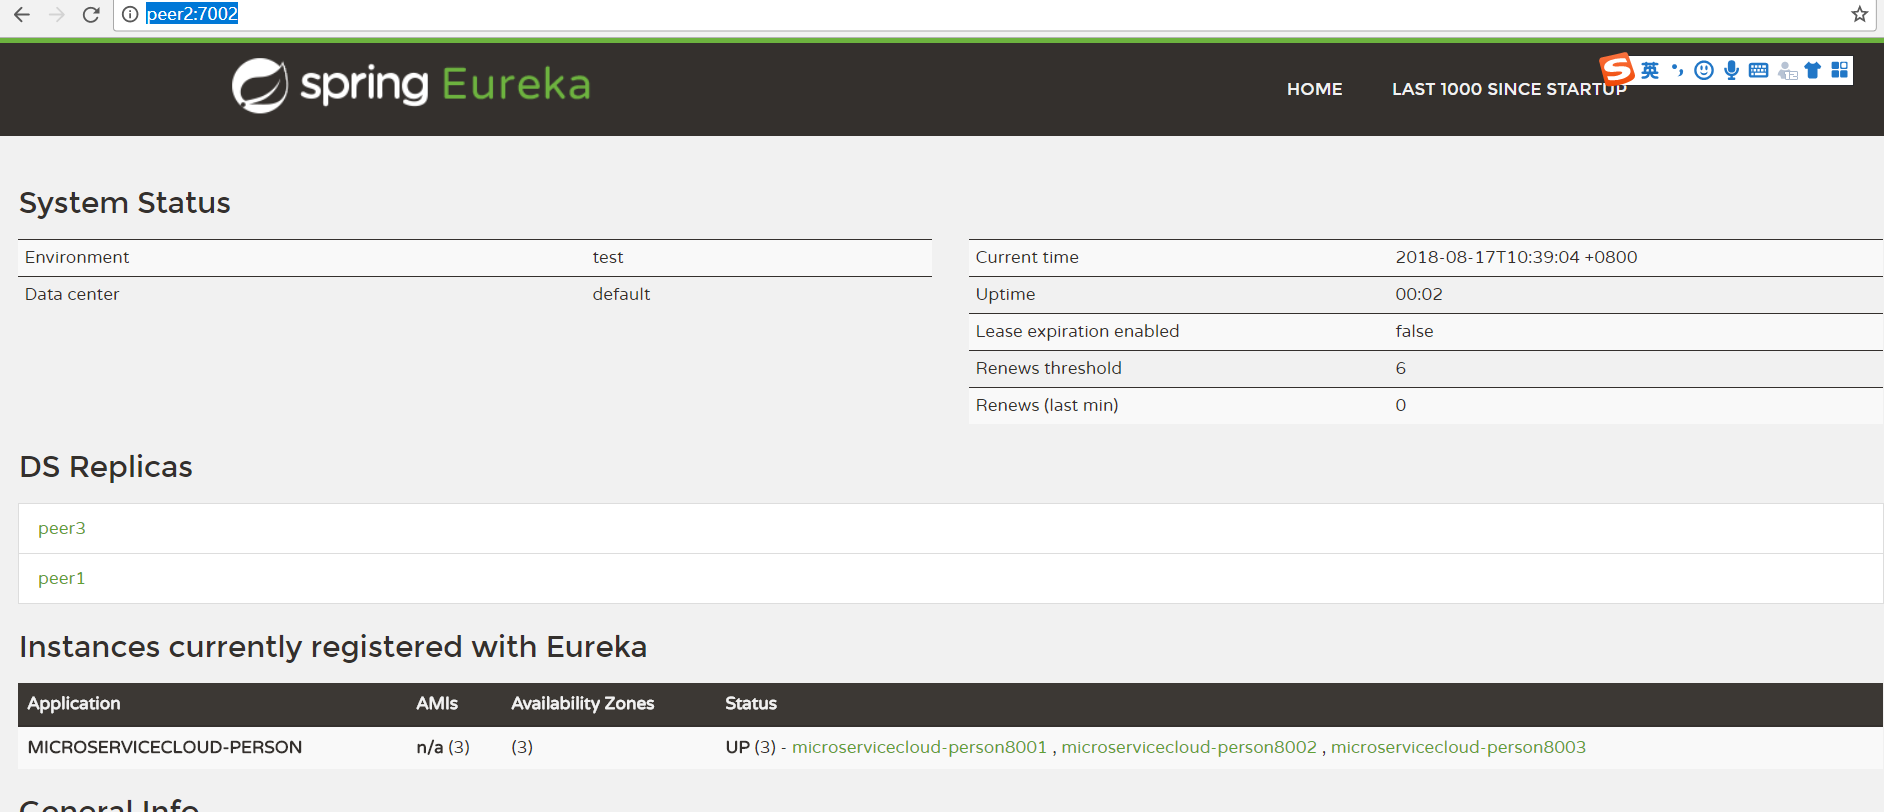 peer2:7002
spring Eureka
HOME LAST 1000 SINCE STARTUP
英
System Status
Environment test
Data center default
Current time 2018-08-17T10:39:04 +0800
Uptime 00:02
Lease expiration enabled false
Renews threshold 6
Renews (last min) 0
DS Replicas
peer3
peer1
Instances currently registered with Eureka
Application AMIs Availability Zones Status
MICROSERVICECLOUD-PERSON n/a (3) (3) UP (3) - microservicecloud-person8001 , microservicecloud-person8002 , microservicecloud-person8003
General Info